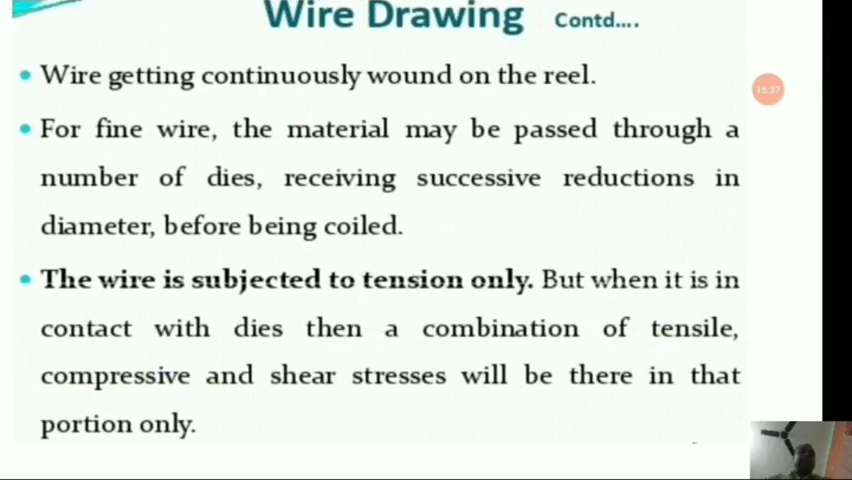 Wire Drawing Contd....
• Wire getting continuously wound on the reel.
16:37
• For fine wire, the material may be passed through a
number of dies, receiving successive reductions in
diameter, before being coiled.
• The wire is subjected to tension only. But when it is in
contact with dies then a combination of tensile,
compressive and shear stresses will be there in that
portion only.